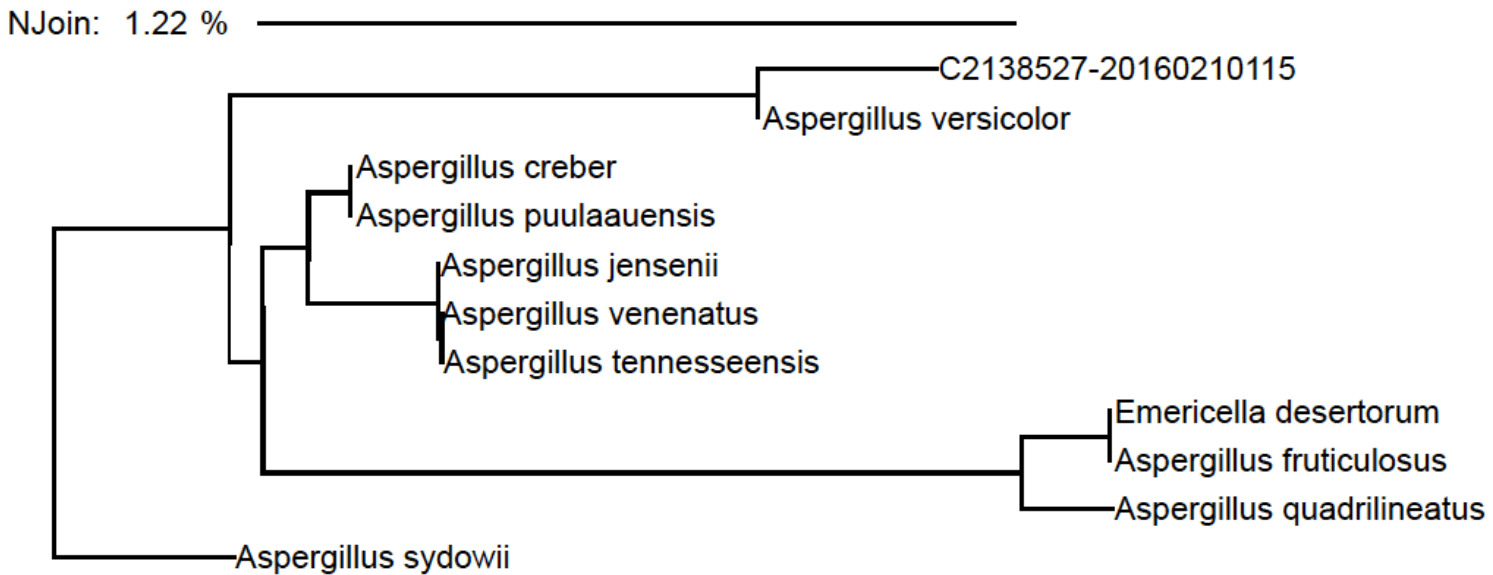 NJoin: 1.22 %
C2138527-20160210115
Aspergillus versicolor
Aspergillus creber
Aspergillus puulaauensis
Aspergillus jensenii
Aspergillus venenatus
Aspergillus tennesseensis
Emericella desertorum
Aspergillus fruticulosus
Aspergillus quadrilineatus
Aspergillus sydowii